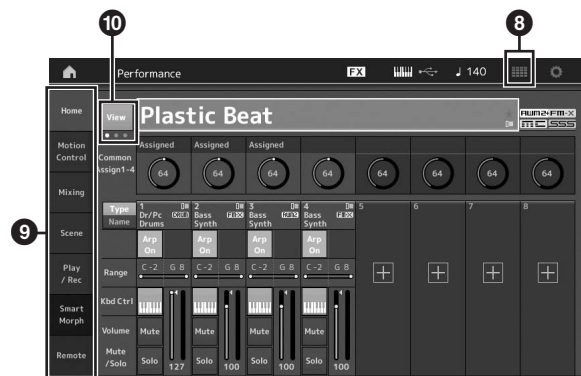 10
8
Performance
FX
140
Home
View
Plastic Beat
AWM2+FM-X
MC SSS
Motion
Control
Common
Assign1-4
Assigned
Assigned
Assigned
64 64 64 64 64 64 64 64
Mixing
9
Scene
Type
Name
1
Dr/Pc
Drums
2
Bass
Synth
3
Bass
Synth
4
Bass
Synth
5 6 7 8
Arp
On
Arp
On
Arp
On
Play
/ Rec
Range
C -2 G 8 C -2 G 8 C -2 G 8 C -2 G 8
Smart
Morph
Kbd Ctrl
Volume
Mute Mute Mute Mute
Remote
Mute
/Solo
Solo 127 Solo 100 Solo 100 Solo 100